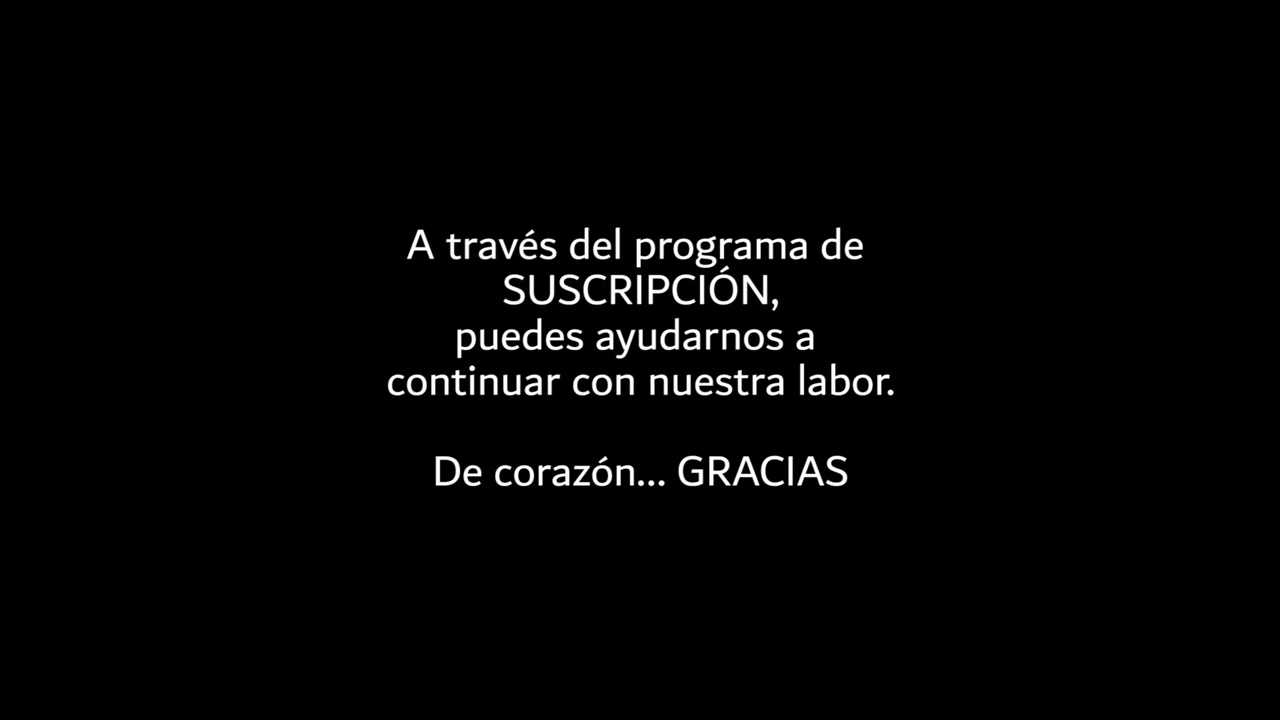 A través del programa de
SUSCRIPCIÓN,
puedes ayudarnos a
continuar con nuestra labor.
De corazón... GRACIAS